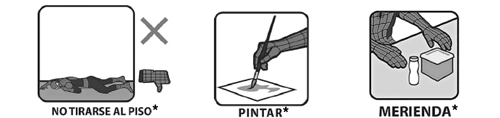 NO TIRARSE AL PISO*
PINTAR*
MERIENDA*